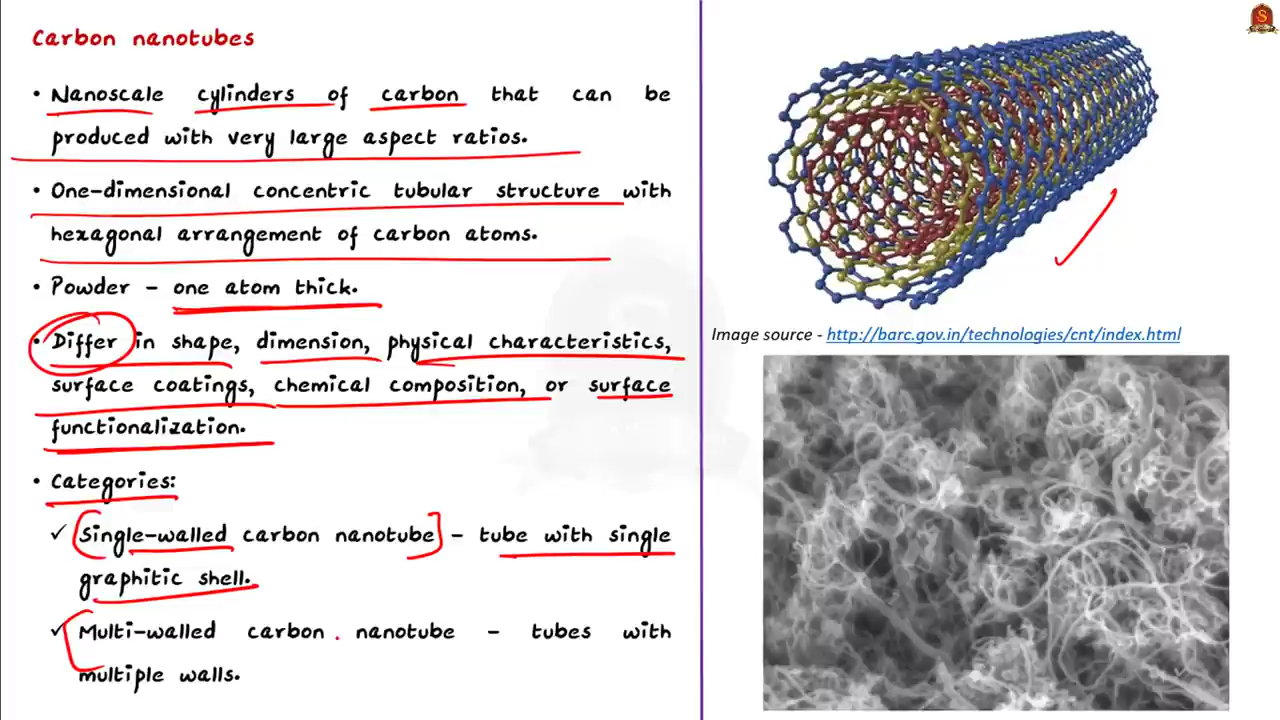 Carbon nanotubes
• Nanoscale cylinders of carbon that can be
produced with very large aspect ratios.
• One-dimensional concentric tubular structure with
hexagonal arrangement of carbon atoms.
• Powder – one atom thick.
• Differ in shape, dimension, physical characteristics,
surface coatings, chemical composition, or surface
functionalization.
• Categories:
✓ Single-walled carbon nanotube – tube with single
graphitic shell.
✓ Multi-walled carbon nanotube – tubes with
multiple walls.
S
Image source - http://barc.gov.in/technologies/cnt/index.html